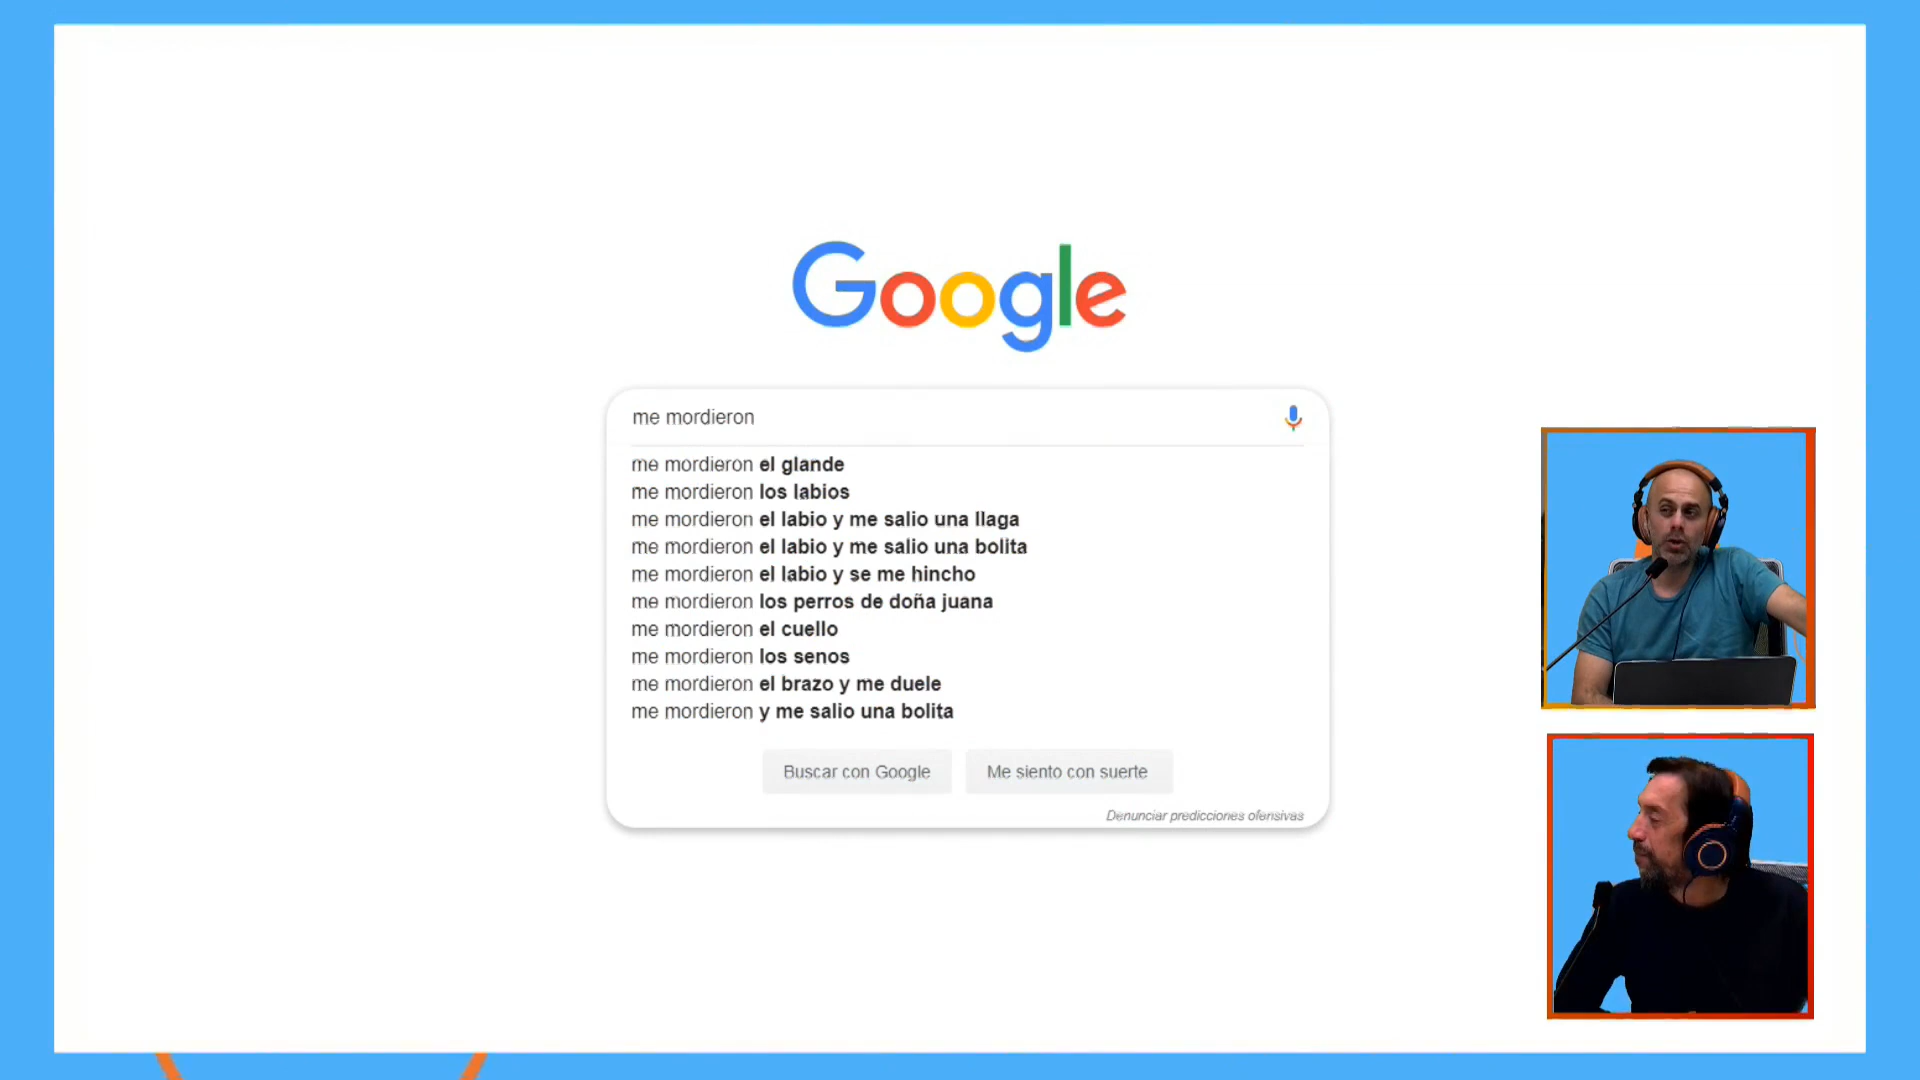 Google
me mordieron
me mordieron el glande
me mordieron los labios
me mordieron el labio y me salio una llaga
me mordieron el labio y me salio una bolita
me mordieron el labio y se me hincho
me mordieron los perros de doña juana
me mordieron el cuello
me mordieron los senos
me mordieron el brazo y me duele
me mordieron y me salio una bolita
Buscar con Google
Me siento con suerte
Denunciar predicciones ofensivas